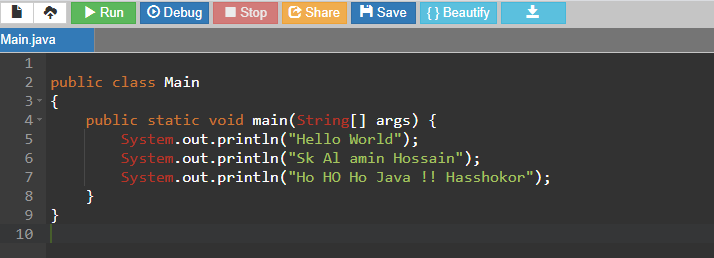 Run Debug Stop Share Save { } Beautify
Main.java
1
2 public class Main
3 {
4 public static void main(String[] args) {
5 System.out.println("Hello World");
6 System.out.println("Sk Al amin Hossain");
7 System.out.println("Ho HO Ho Java !! Hasshokor");
8 }
9 }
10